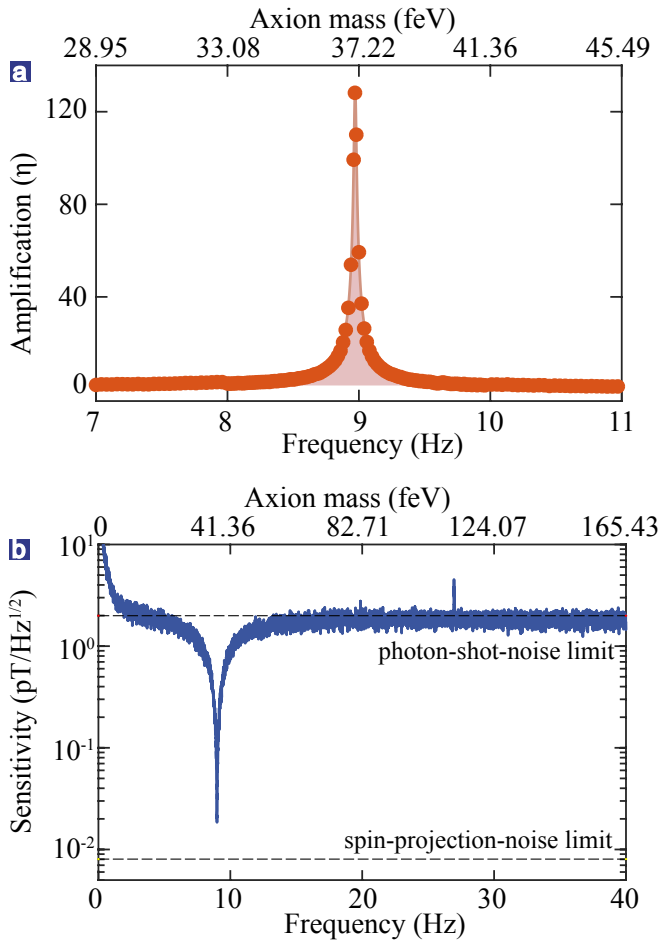 Axion mass (feV)
28.95 33.08 37.22 41.36 45.49
a
120
80
40
0
Amplification (η)
7 8 9 10 11
Frequency (Hz)
Axion mass (feV)
0 41.36 82.71 124.07 165.43
b
10¹
10⁰
10⁻¹
10⁻²
Sensitivity (pT/Hz¹/²)
photon-shot-noise limit
spin-projection-noise limit
0 10 20 30 40
Frequency (Hz)